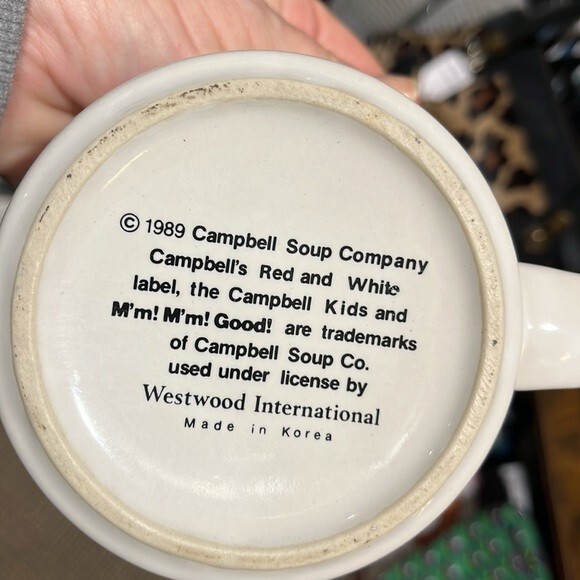 © 1989 Campbell Soup Company
Campbell's Red and White
label, the Campbell Kids and
M'm! M'm! Good! are trademarks
of Campbell Soup Co.
used under license by
Westwood International
Made in Korea